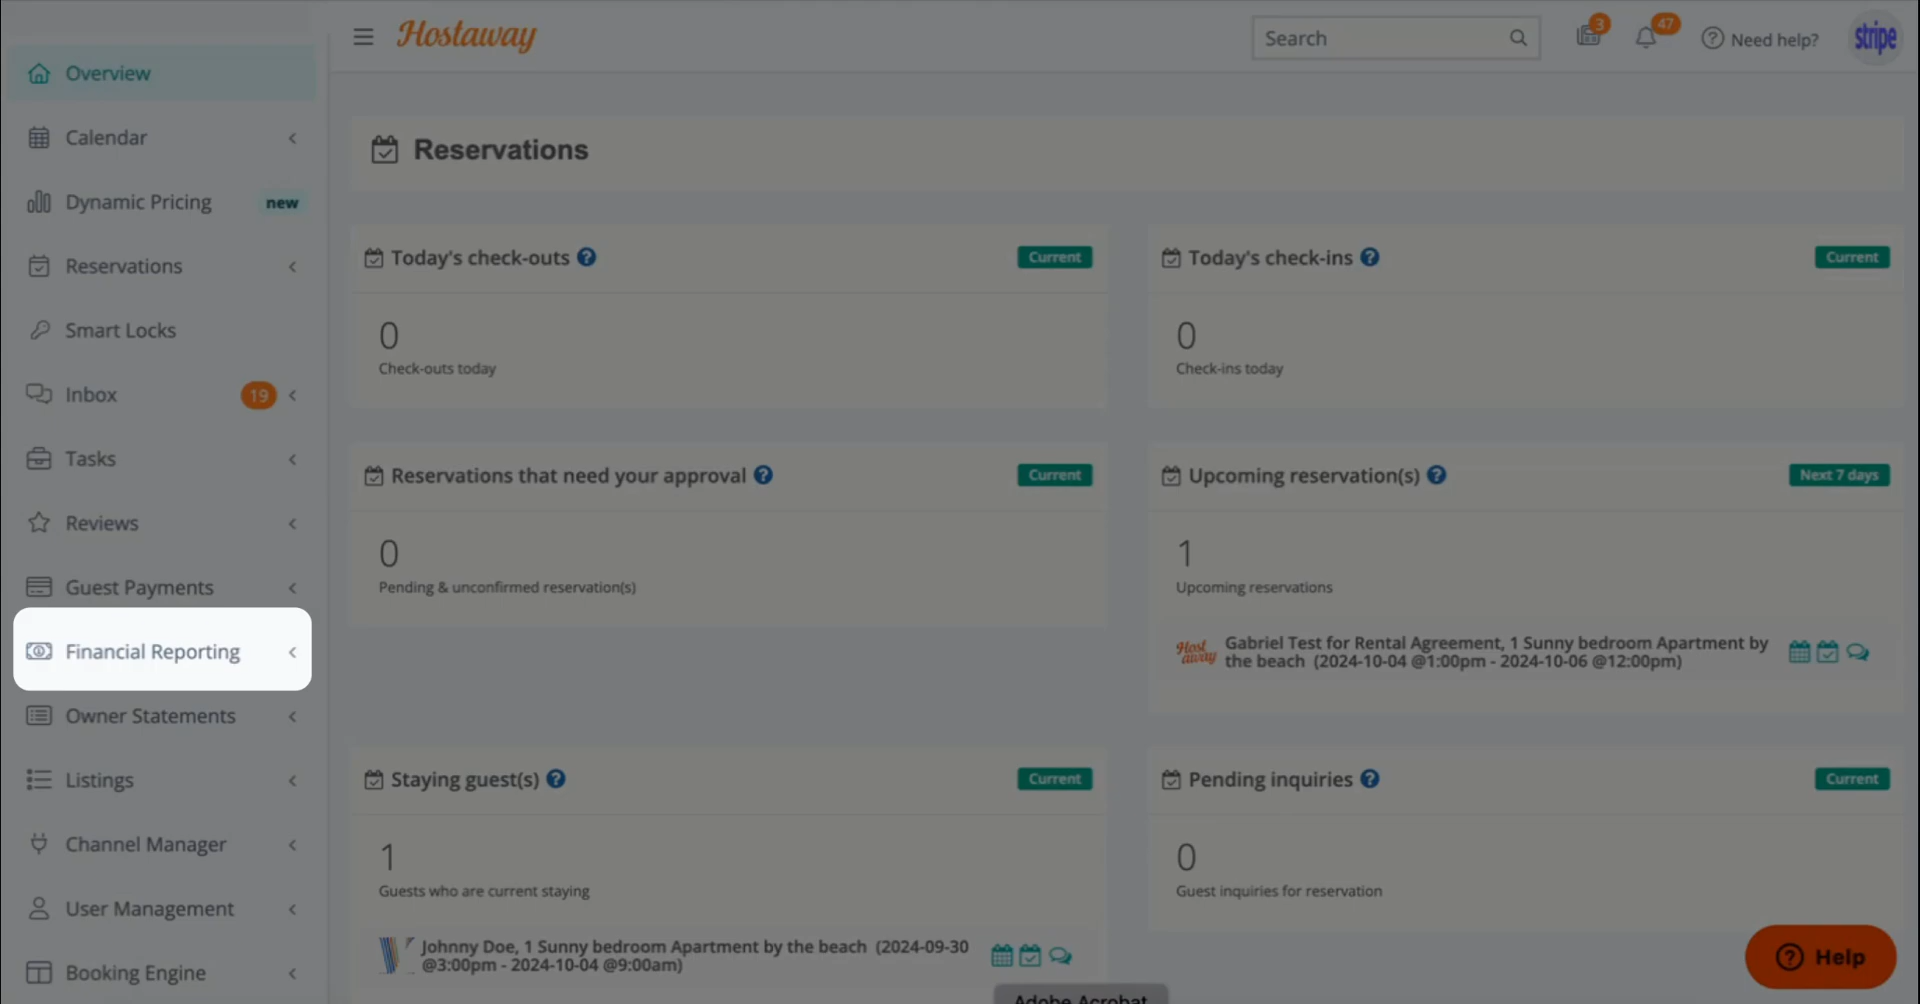 Hostaway
Search
3
47
Need help?
stripe
Overview
Calendar
Dynamic Pricing
new
Reservations
Smart Locks
Inbox
19
Tasks
Reviews
Guest Payments
Financial Reporting
Owner Statements
Listings
Channel Manager
User Management
Booking Engine
Reservations
Today's check-outs
Current
0
Check-outs today
Today's check-ins
Current
0
Check-ins today
Reservations that need your approval
Current
0
Pending & unconfirmed reservation(s)
Upcoming reservation(s)
Next 7 days
1
Upcoming reservations
Host
away
Gabriel Test for Rental Agreement, 1 Sunny bedroom Apartment by
the beach (2024-10-04 @1:00pm - 2024-10-06 @12:00pm)
Staying guest(s)
Current
1
Guests who are current staying
Johnny Doe, 1 Sunny bedroom Apartment by the beach (2024-09-30
@3:00pm - 2024-10-04 @9:00am)
Pending inquiries
Current
0
Guest inquiries for reservation
Help
Adobe Acrobat